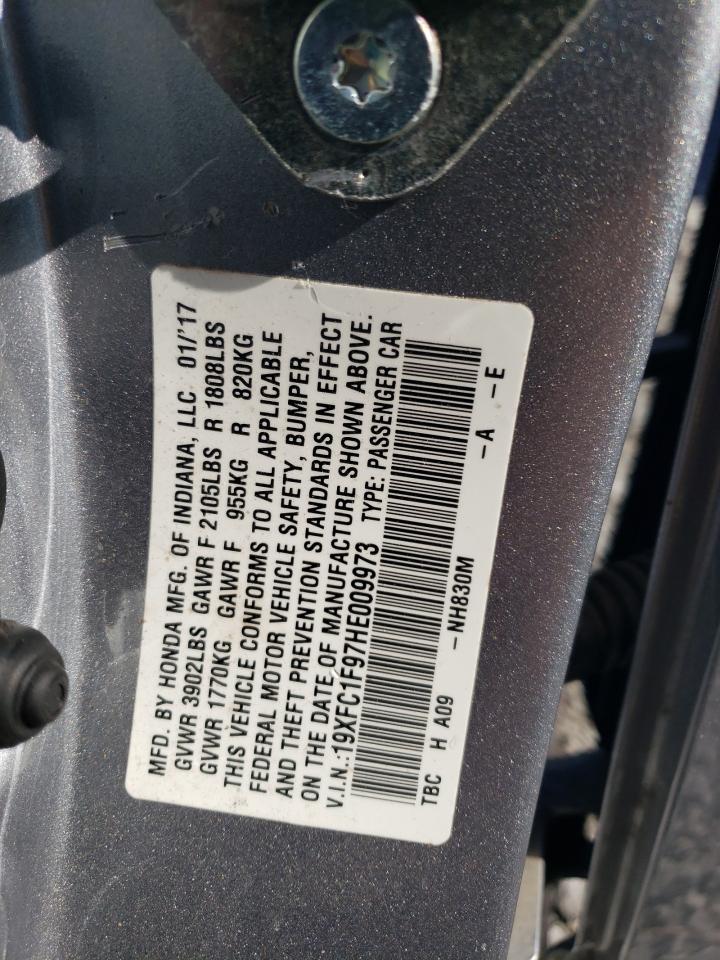 MFD. BY HONDA MFG. OF INDIANA, LLC 01/'17
GVWR 3902LBS GAWR F 2105LBS R 1808LBS
GVWR 1770KG GAWR F 955KG R 820KG
THIS VEHICLE CONFORMS TO ALL APPLICABLE
FEDERAL MOTOR VEHICLE SAFETY, BUMPER,
AND THEFT PREVENTION STANDARDS IN EFFECT
ON THE DATE OF MANUFACTURE SHOWN ABOVE.
V.I.N.:19XFC1F97HE009973 TYPE: PASSENGER CAR
TBC H A09 -NH830M -A -E